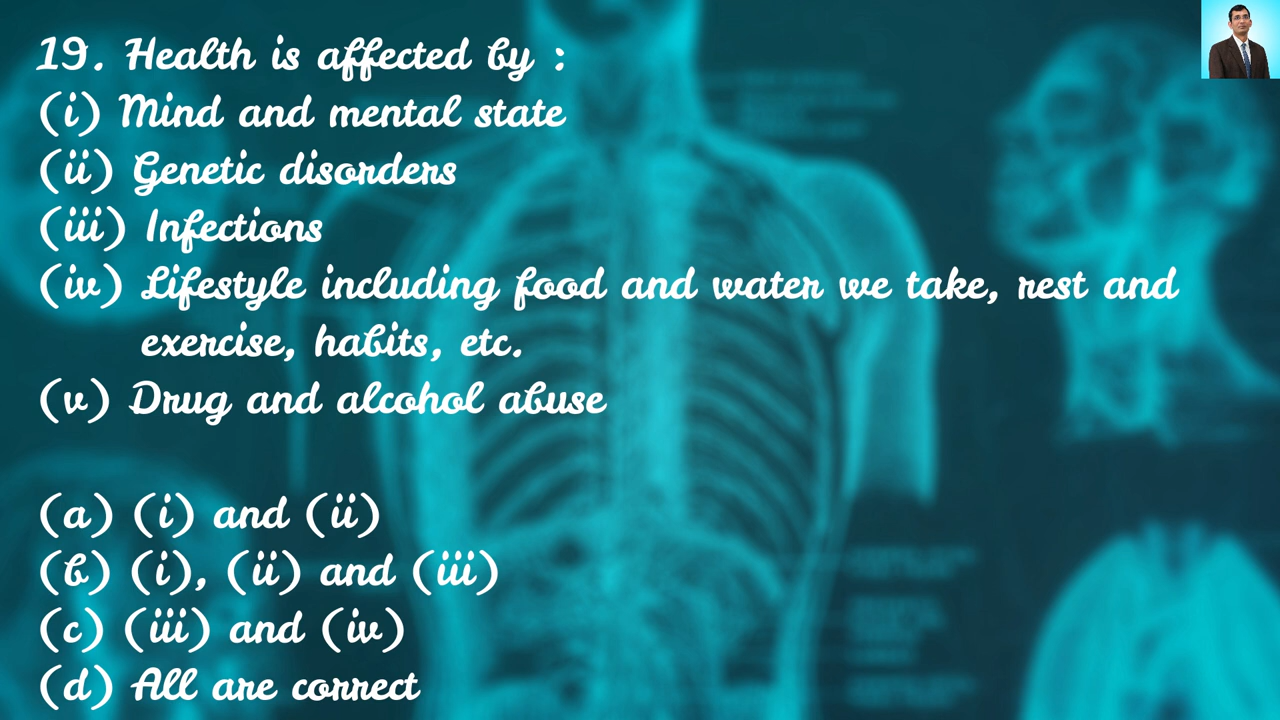 19. Health is affected by :
(i) Mind and mental state
(ii) Genetic disorders
(iii) Infections
(iv) Lifestyle including food and water we take, rest and
exercise, habits, etc.
(v) Drug and alcohol abuse
(a) (i) and (ii)
(b) (i), (ii) and (iii)
(c) (iii) and (iv)
(d) All are correct